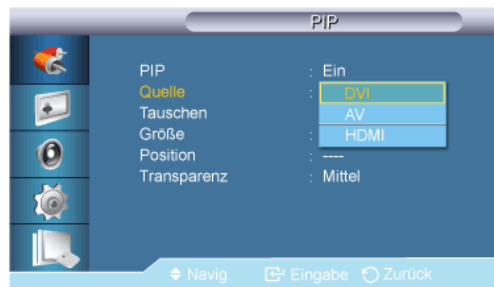 PIP
PIP : Ein
Quelle : DVI
Tauschen AV
Größe : HDMI
Position : ----
Transparenz : Mittel
Navig. Eingabe Zurück